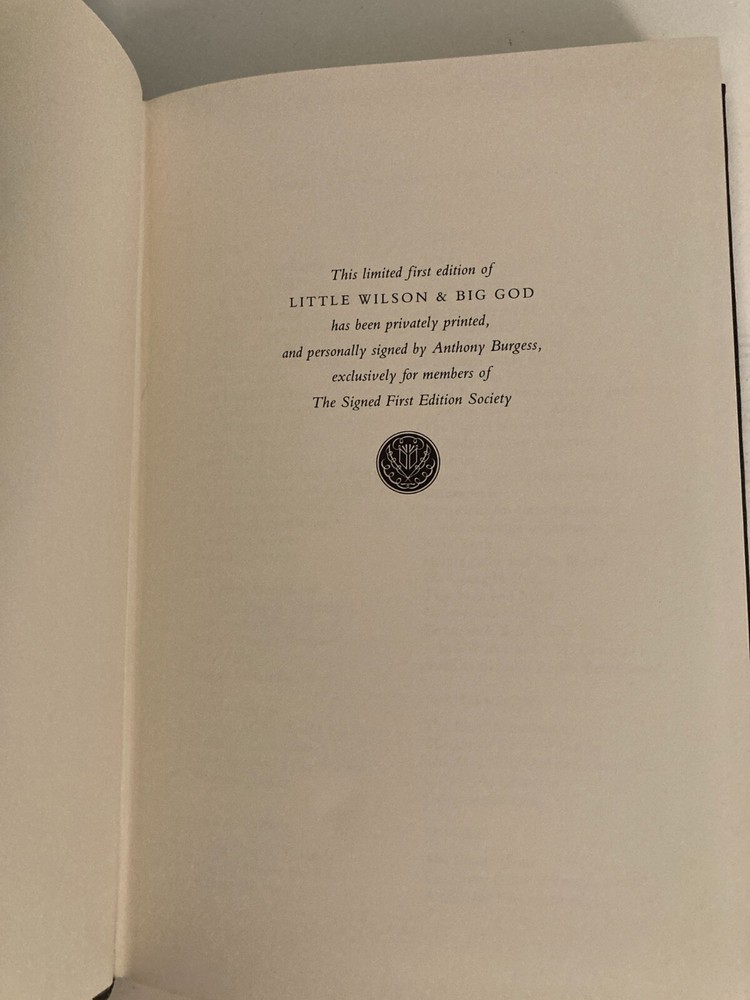 This limited first edition of
LITTLE WILSON & BIG GOD
has been privately printed,
and personally signed by Anthony Burgess,
exclusively for members of
The Signed First Edition Society